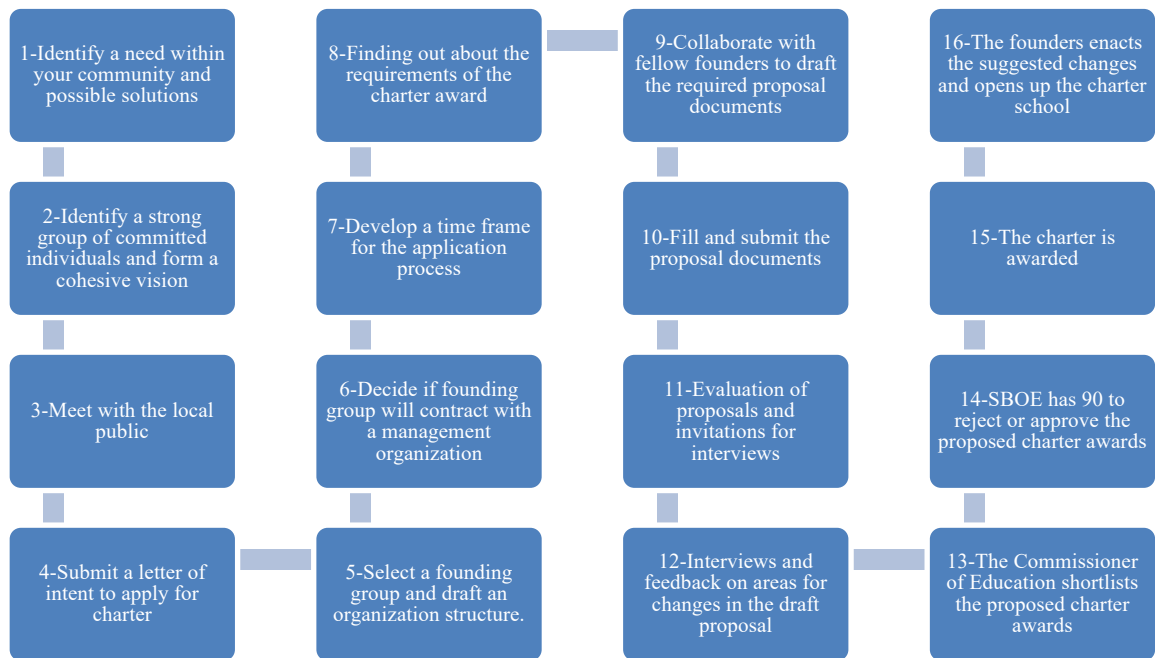 1-Identify a need within
your community and
possible solutions
2-Identify a strong
group of committed
individuals and form a
cohesive vision
3-Meet with the local
public
4-Submit a letter of
intent to apply for
charter
5-Select a founding
group and draft an
organization structure.
6-Decide if founding
group will contract with
a management
organization
7-Develop a time frame
for the application
process
8-Finding out about the
requirements of the
charter award
9-Collaborate with
fellow founders to draft
the required proposal
documents
10-Fill and submit the
proposal documents
11-Evaluation of
proposals and
invitations for
interviews
12-Interviews and
feedback on areas for
changes in the draft
proposal
13-The Commissioner
of Education shortlists
the proposed charter
awards
14-SBOE has 90 to
reject or approve the
proposed charter awards
15-The charter is
awarded
16-The founders enacts
the suggested changes
and opens up the charter
school